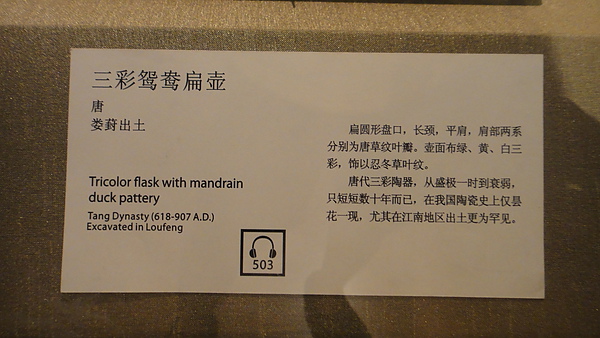 三彩鸳鸯扁壶
唐
娄葑出土
Tricolor flask with mandrain
duck pattery
Tang Dynasty (618-907 A.D.)
Excavated in Loufeng
503
扁圆形盘口，长颈，平肩，肩部两系
分别为唐草纹叶瓣。壶面布绿、黄、白三
彩，饰以忍冬草叶纹。
唐代三彩陶器，从盛极一时到衰弱，
只短短数十年而已，在我国陶瓷史上仅昙
花一现，尤其在江南地区出土更为罕见。